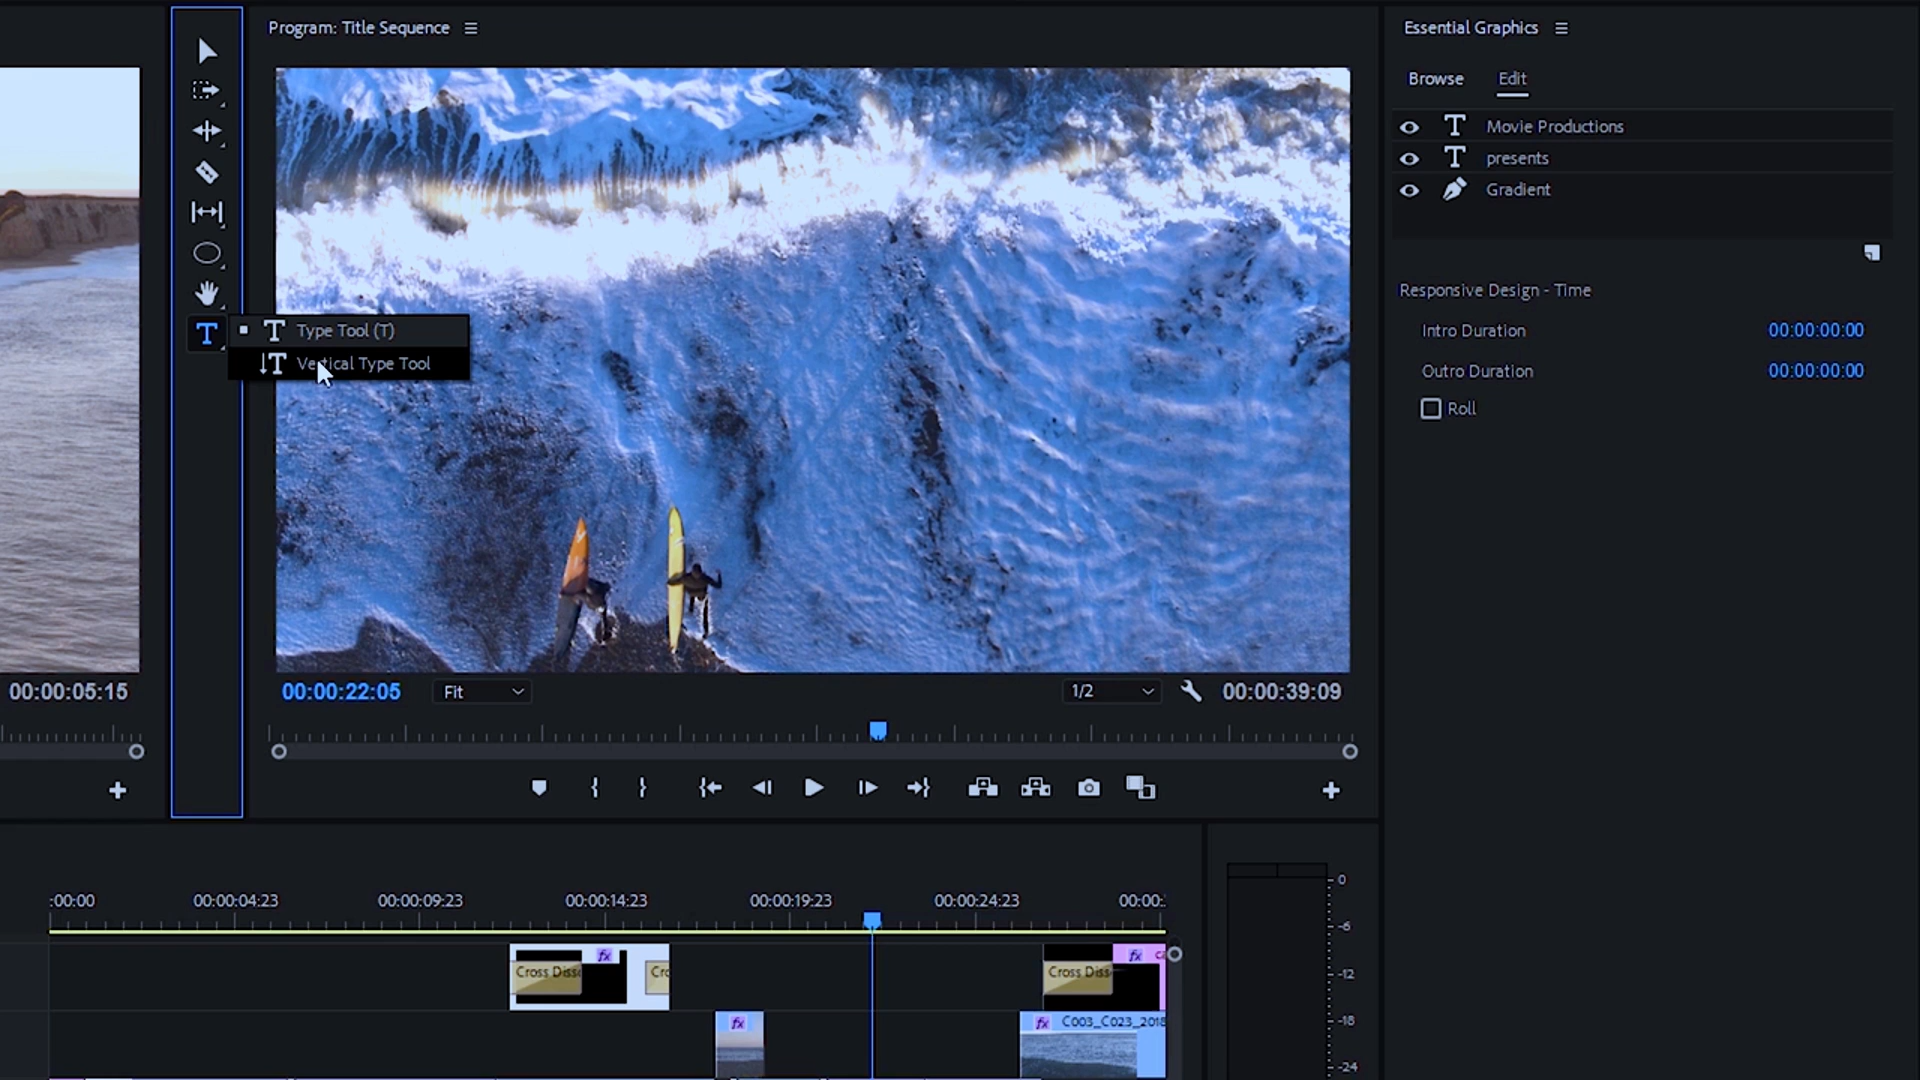 Program: Title Sequence
Essential Graphics
Browse
Edit
T Movie Productions
T presents
Gradient
Responsive Design - Time
Intro Duration 00:00:00:00
Outro Duration 00:00:00:00
Roll
T
T Type Tool (T)
T Vertical Type Tool
00:00:05:15
00:00:22:05
Fit
1/2
00:00:39:09
:00:00
00:00:04:23
00:00:09:23
00:00:14:23
00:00:19:23
00:00:24:23
00:00:
fx
Cross Diss
Cro
Cross Diss
fx
fx
fx C003_C023_2018
0
-6
-12
-18
-24